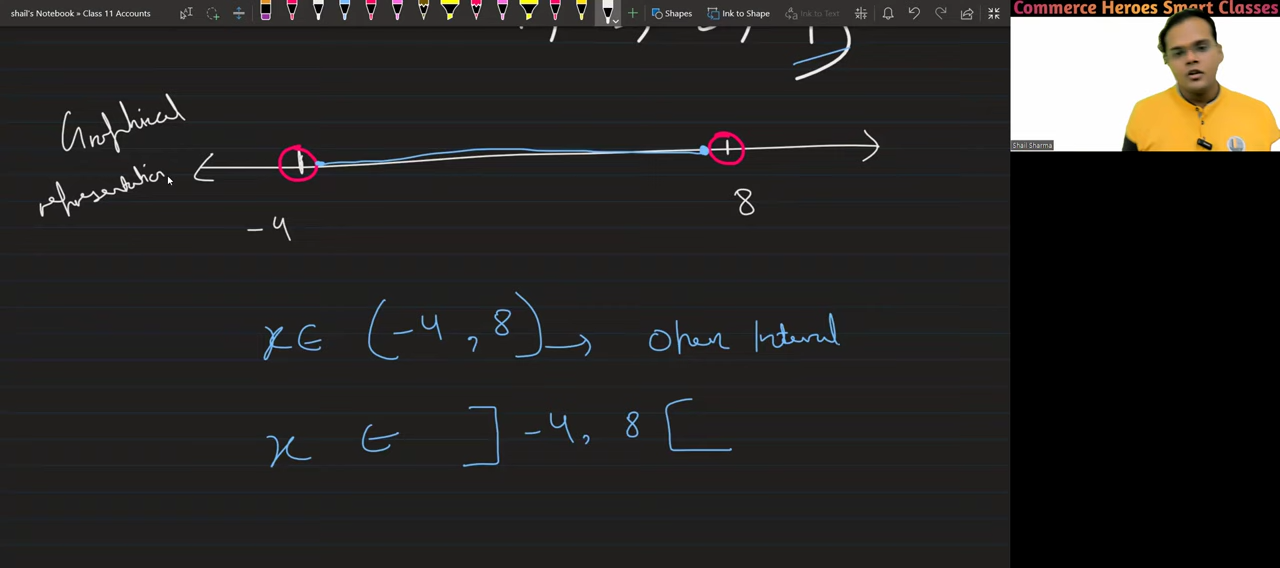 shail's Notebook » Class 11 Accounts
Shapes
Ink to Shape
Ink to Text
Commerce Heroes Smart Classes
Shail Sharma
Graphical
representation
-4
8
x ∈ (-4, 8) → Open Interval
x ∈ ]-4, 8[